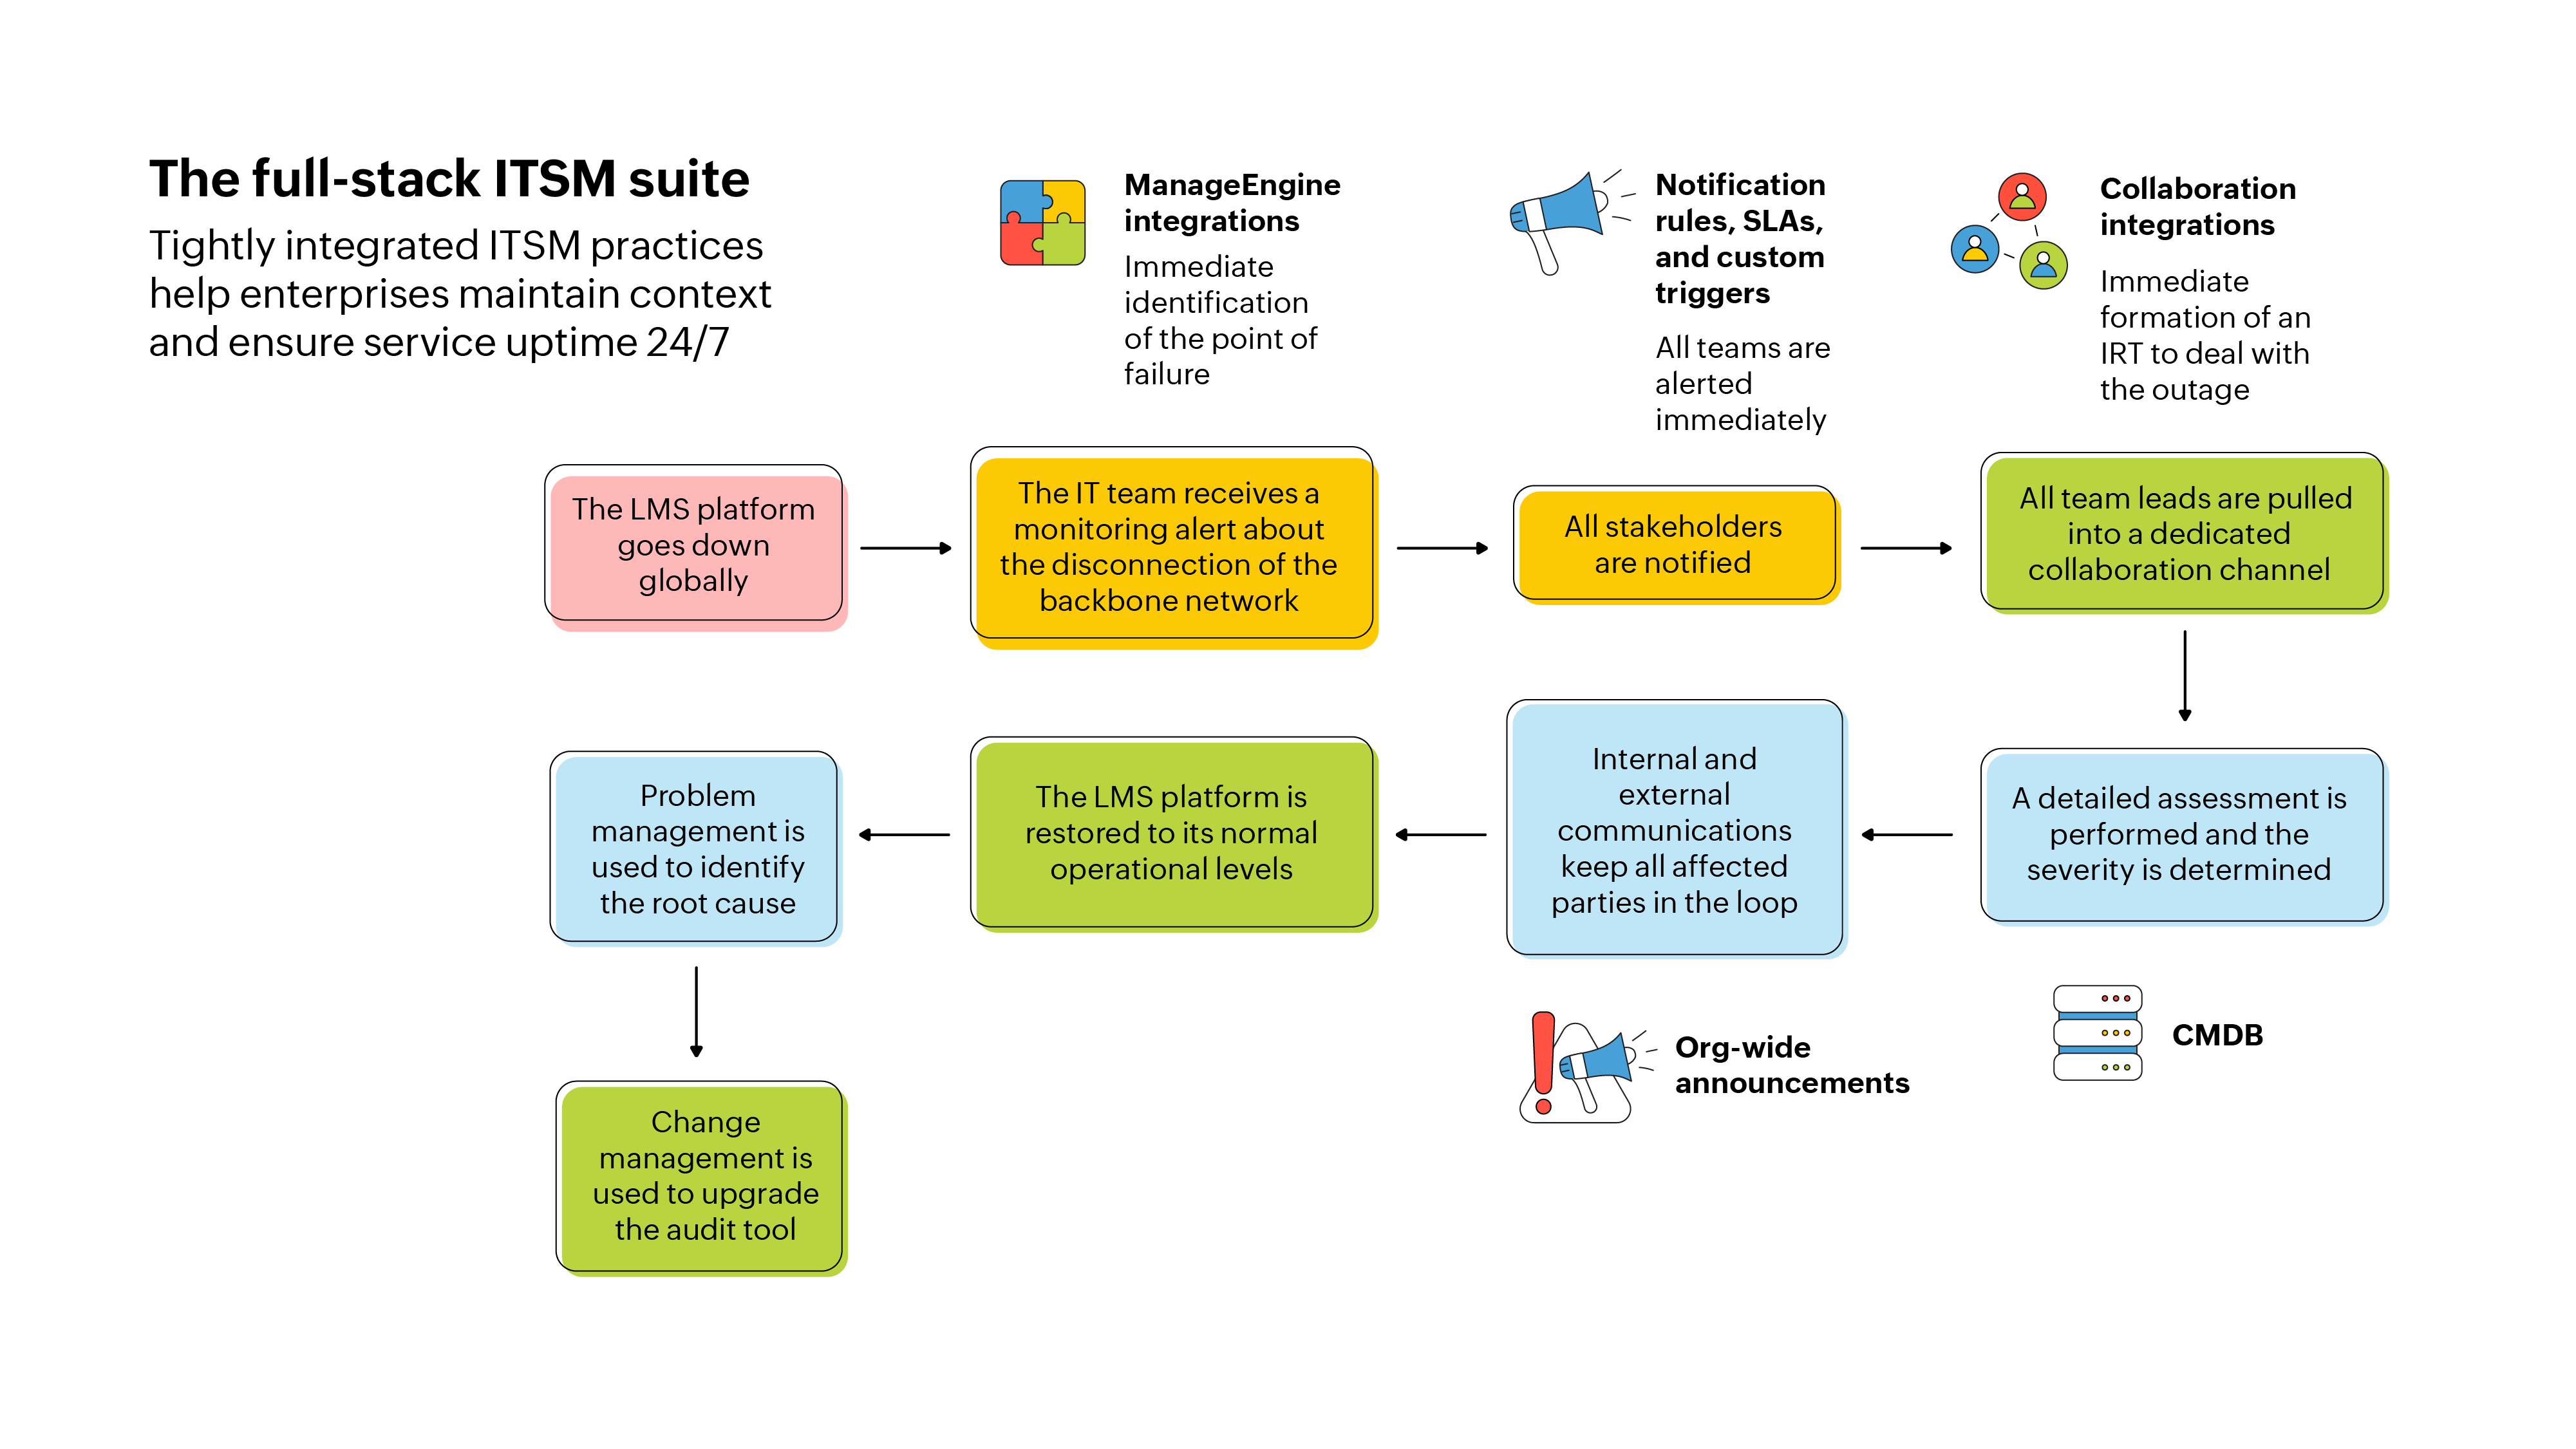 The full-stack ITSM suite
Tightly integrated ITSM practices
help enterprises maintain context
and ensure service uptime 24/7
ManageEngine
integrations
Immediate
identification
of the point of
failure
Notification
rules, SLAs,
and custom
triggers
All teams are
alerted
immediately
Collaboration
integrations
Immediate
formation of an
IRT to deal with
the outage
The LMS platform
goes down
globally
The IT team receives a
monitoring alert about
the disconnection of the
backbone network
All stakeholders
are notified
All team leads are pulled
into a dedicated
collaboration channel
A detailed assessment is
performed and the
severity is determined
CMDB
Internal and
external
communications
keep all affected
parties in the loop
Org-wide
announcements
The LMS platform is
restored to its normal
operational levels
Problem
management is
used to identify
the root cause
Change
management is
used to upgrade
the audit tool